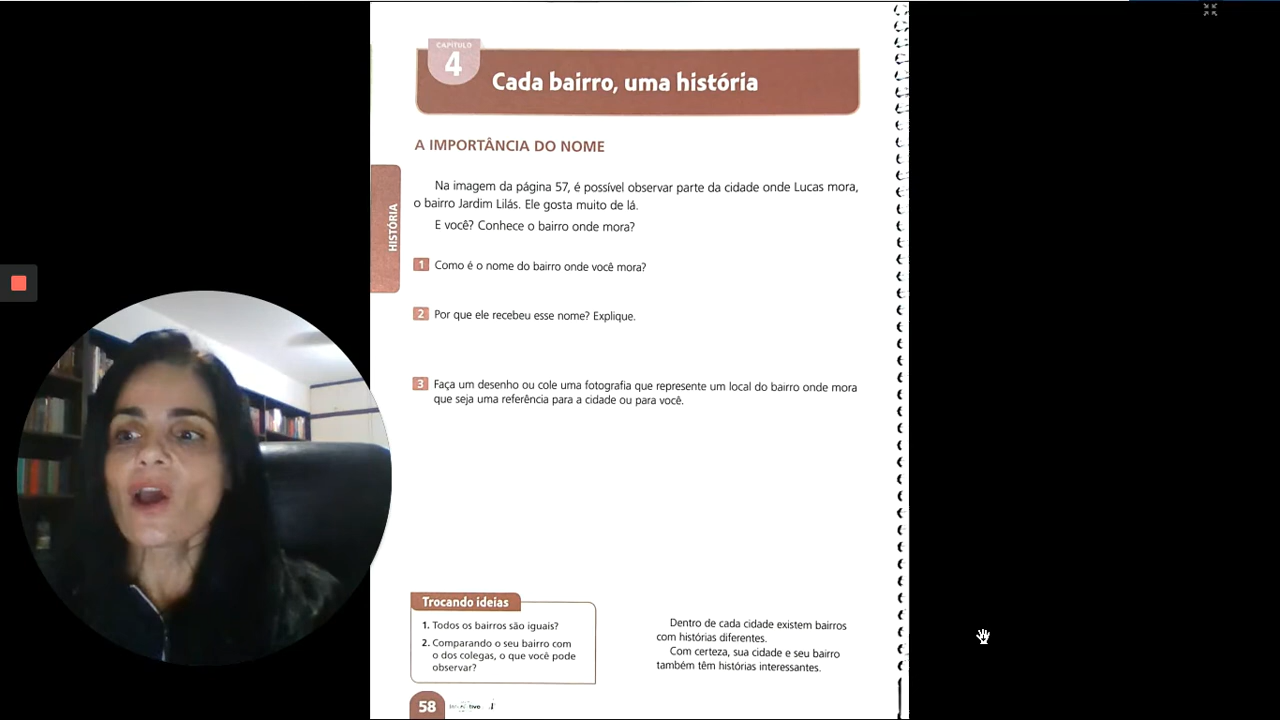 CAPÍTULO
4
Cada bairro, uma história
A IMPORTÂNCIA DO NOME
Na imagem da página 57, é possível observar parte da cidade onde Lucas mora,
o bairro Jardim Lilás. Ele gosta muito de lá.
E você? Conhece o bairro onde mora?
HISTÓRIA
1 Como é o nome do bairro onde você mora?
2 Por que ele recebeu esse nome? Explique.
3 Faça um desenho ou cole uma fotografia que represente um local do bairro onde mora
que seja uma referência para a cidade ou para você.
Trocando ideias
1. Todos os bairros são iguais?
2. Comparando o seu bairro com
o dos colegas, o que você pode
observar?
Dentro de cada cidade existem bairros
com histórias diferentes.
Com certeza, sua cidade e seu bairro
também têm histórias interessantes.
58